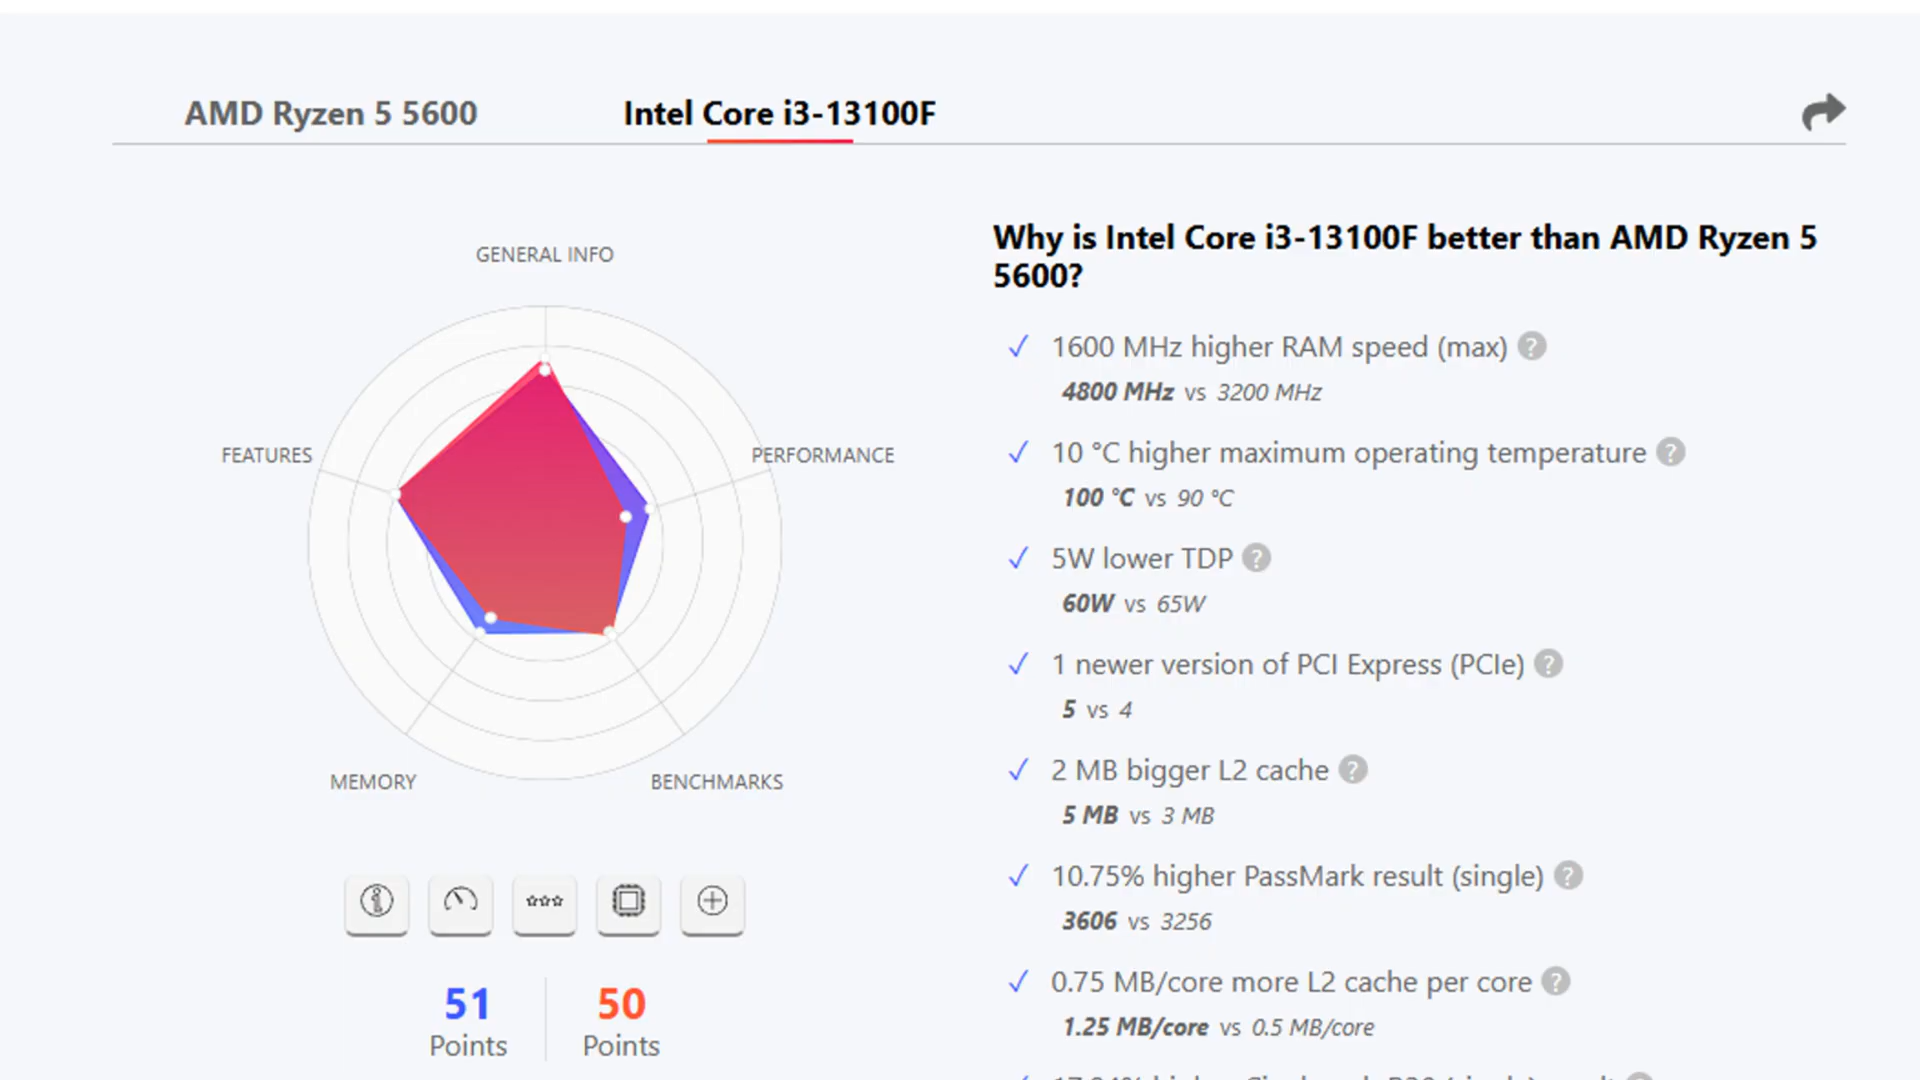 AMD Ryzen 5 5600
Intel Core i3-13100F
GENERAL INFO
FEATURES
PERFORMANCE
MEMORY
BENCHMARKS
51
Points
50
Points
Why is Intel Core i3-13100F better than AMD Ryzen 5
5600?
1600 MHz higher RAM speed (max) ?
4800 MHz vs 3200 MHz
10 °C higher maximum operating temperature ?
100 °C vs 90 °C
5W lower TDP ?
60W vs 65W
1 newer version of PCI Express (PCIe) ?
5 vs 4
2 MB bigger L2 cache ?
5 MB vs 3 MB
10.75% higher PassMark result (single) ?
3606 vs 3256
0.75 MB/core more L2 cache per core ?
1.25 MB/core vs 0.5 MB/core